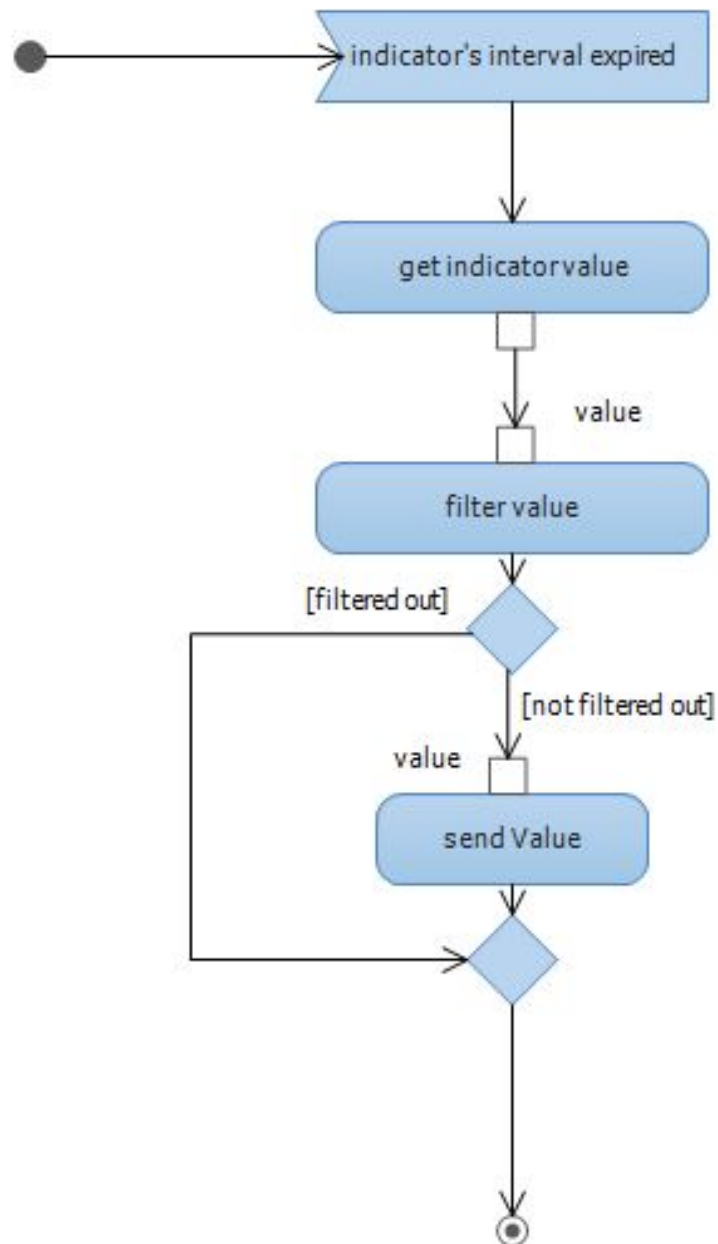 indicator's interval expired
get indicator value
value
filter value
[filtered out]
[not filtered out]
value
send Value